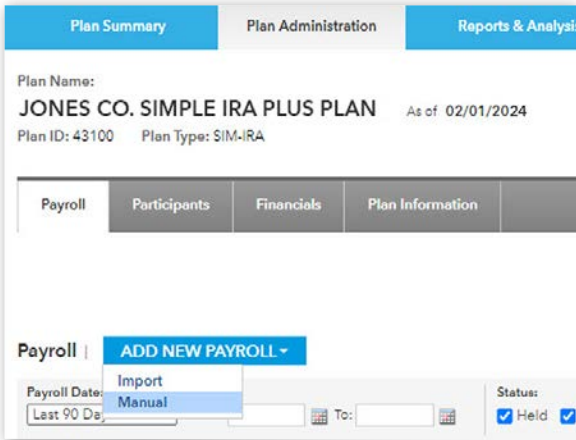 Plan Summary Plan Administration Reports & Analysis
Plan Name:
JONES CO. SIMPLE IRA PLUS PLAN As of 02/01/2024
Plan ID: 43100 Plan Type: SIM-IRA
Payroll Participants Financials Plan Information
Payroll | ADD NEW PAYROLL
Import
Manual
Payroll Date: Status:
Last 90 Da To: Held